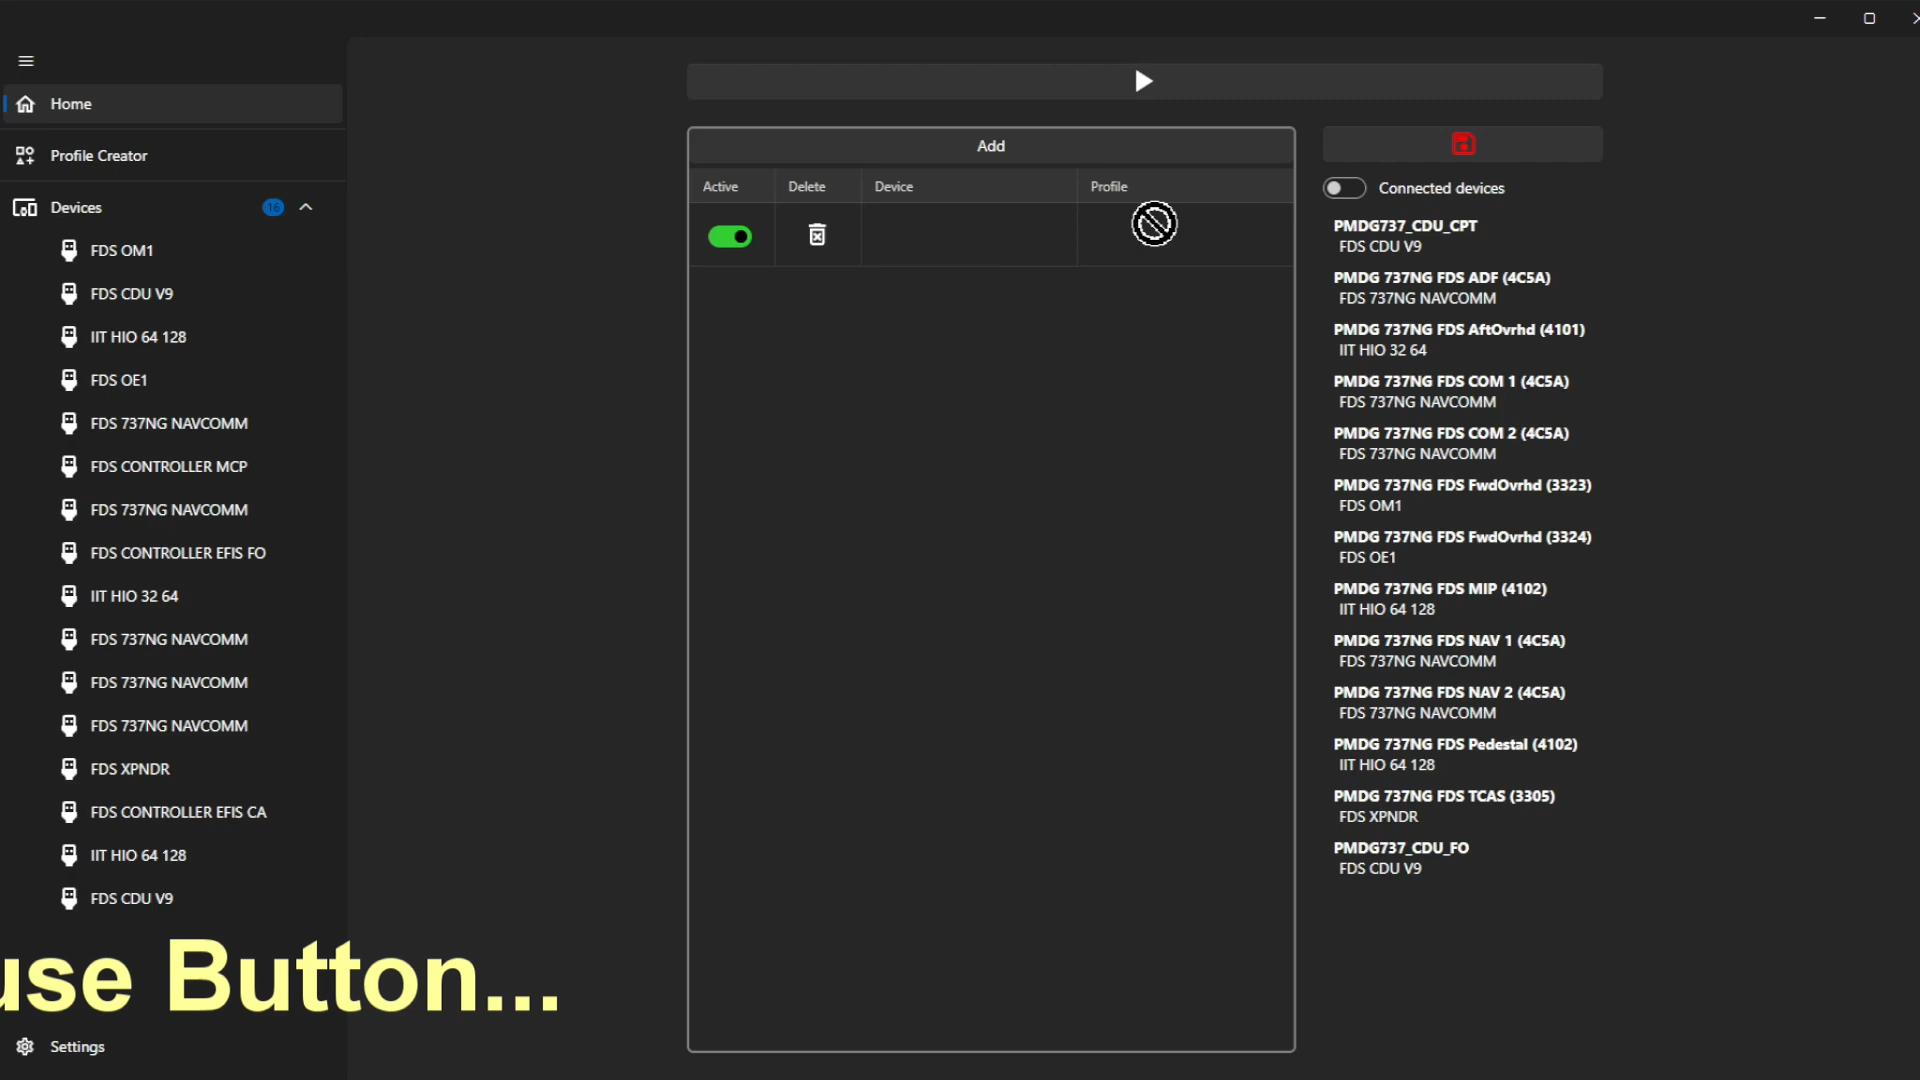 Home
Profile Creator
Devices 16
FDS OM1
FDS CDU V9
IIT HIO 64 128
FDS OE1
FDS 737NG NAVCOMM
FDS CONTROLLER MCP
FDS 737NG NAVCOMM
FDS CONTROLLER EFIS FO
IIT HIO 32 64
FDS 737NG NAVCOMM
FDS 737NG NAVCOMM
FDS 737NG NAVCOMM
FDS XPNDR
FDS CONTROLLER EFIS CA
IIT HIO 64 128
FDS CDU V9
use Button...
Settings
Add
Active Delete Device Profile
Connected devices
PMDG737_CDU_CPT
FDS CDU V9
PMDG 737NG FDS ADF (4C5A)
FDS 737NG NAVCOMM
PMDG 737NG FDS AftOvrhd (4101)
IIT HIO 32 64
PMDG 737NG FDS COM 1 (4C5A)
FDS 737NG NAVCOMM
PMDG 737NG FDS COM 2 (4C5A)
FDS 737NG NAVCOMM
PMDG 737NG FDS FwdOvrhd (3323)
FDS OM1
PMDG 737NG FDS FwdOvrhd (3324)
FDS OE1
PMDG 737NG FDS MIP (4102)
IIT HIO 64 128
PMDG 737NG FDS NAV 1 (4C5A)
FDS 737NG NAVCOMM
PMDG 737NG FDS NAV 2 (4C5A)
FDS 737NG NAVCOMM
PMDG 737NG FDS Pedestal (4102)
IIT HIO 64 128
PMDG 737NG FDS TCAS (3305)
FDS XPNDR
PMDG737_CDU_FO
FDS CDU V9